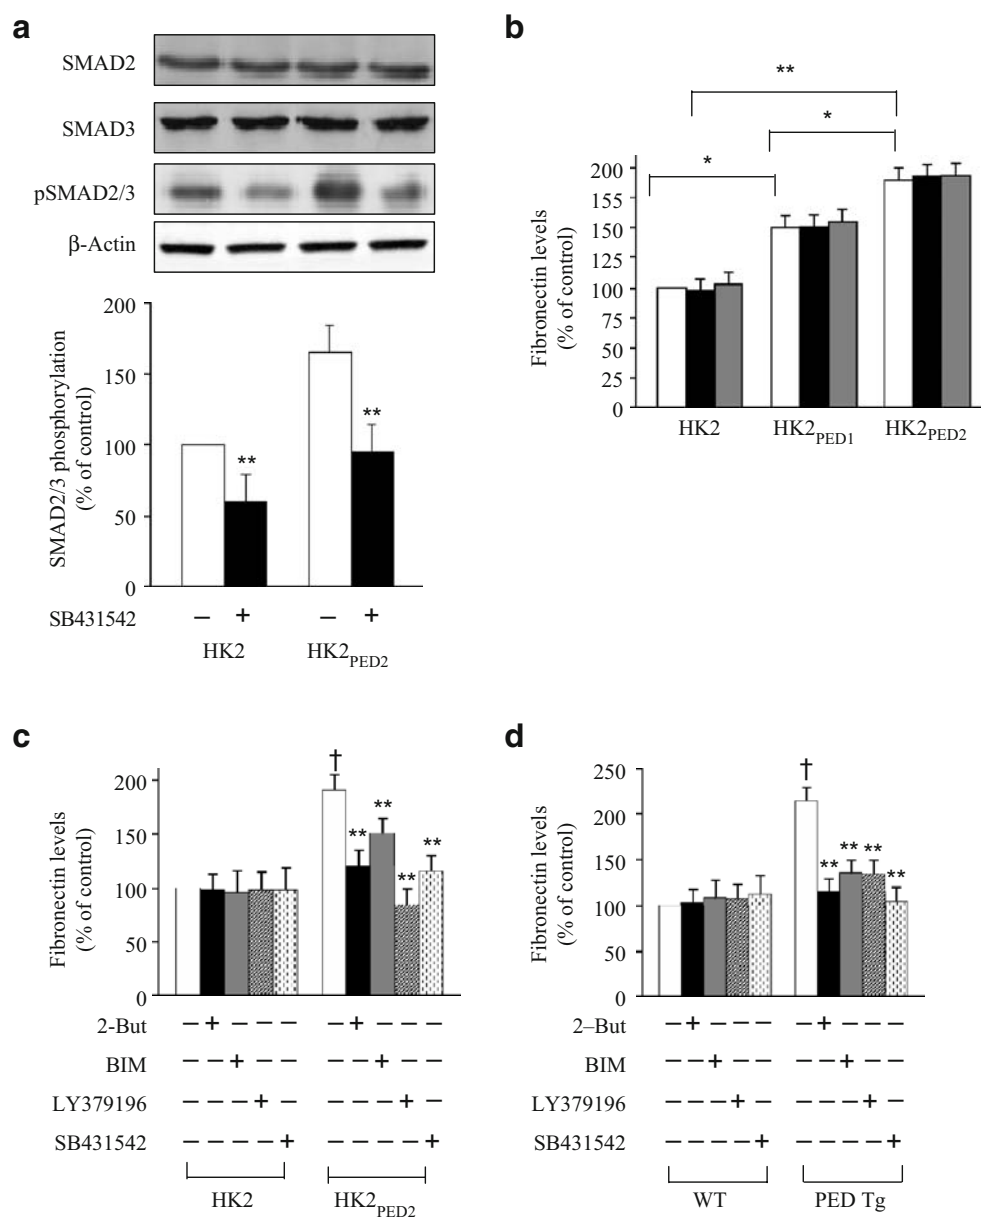 a
SMAD2
SMAD3
pSMAD2/3
β-Actin
SMAD2/3 phosphorylation
(% of control)
200
150
100
50
0
**
**
SB431542 – + – +
HK2 HK2PED2
b
**
*
*
Fibronectin levels
(% of control)
200
175
150
125
100
75
50
25
0
HK2 HK2PED1 HK2PED2
c
Fibronectin levels
(% of control)
200
150
100
50
0
†
**
**
**
**
2-But – + – – – – + – – –
BIM – – + – – – – + – –
LY379196 – – – + – – – – + –
SB431542 – – – – + – – – – +
HK2 HK2PED2
d
Fibronectin levels
(% of control)
250
200
150
100
50
0
†
**
**
**
**
2–But – + – – – – + – – –
BIM – – + – – – – + – –
LY379196 – – – + – – – – + –
SB431542 – – – – + – – – – +
WT PED Tg